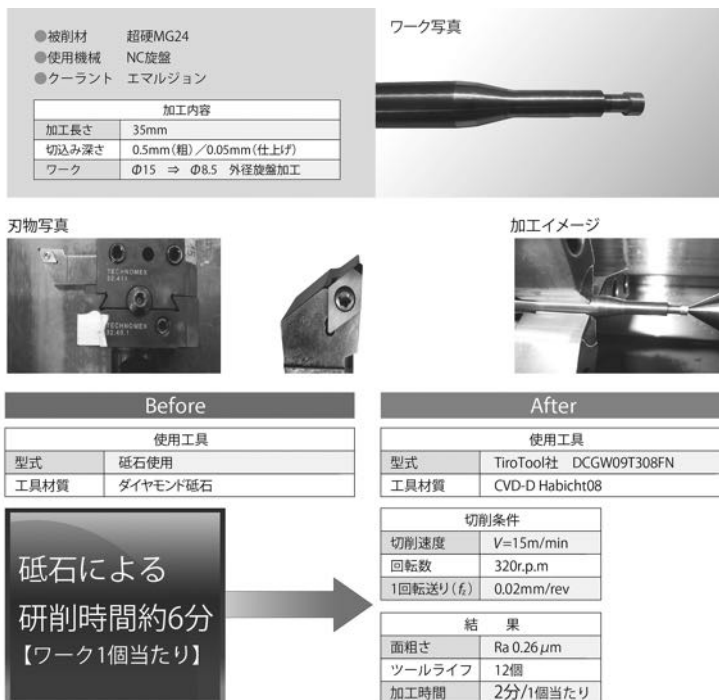 ●被削材 超硬MG24
●使用機械 NC旋盤
●クーラント エマルジョン
加工内容
加工長さ 35mm
切込み深さ 0.5mm(粗)/0.05mm(仕上げ)
ワーク Φ15 ⇒ Φ8.5 外径旋盤加工
ワーク写真
刃物写真
加工イメージ
TECHNOMEX
TECHNOMEX
Before
使用工具
型式 砥石使用
工具材質 ダイヤモンド砥石
砥石による
研削時間約6分
【ワーク1個当たり】
After
使用工具
型式 TiroTool社 DCGW09T308FN
工具材質 CVD-D Habicht08
切削条件
切削速度 V=15m/min
回転数 320r.p.m
1回転送り(fz) 0.02mm/rev
結 果
面粗さ Ra 0.26μm
ツールライフ 12個
加工時間 2分/1個当たり